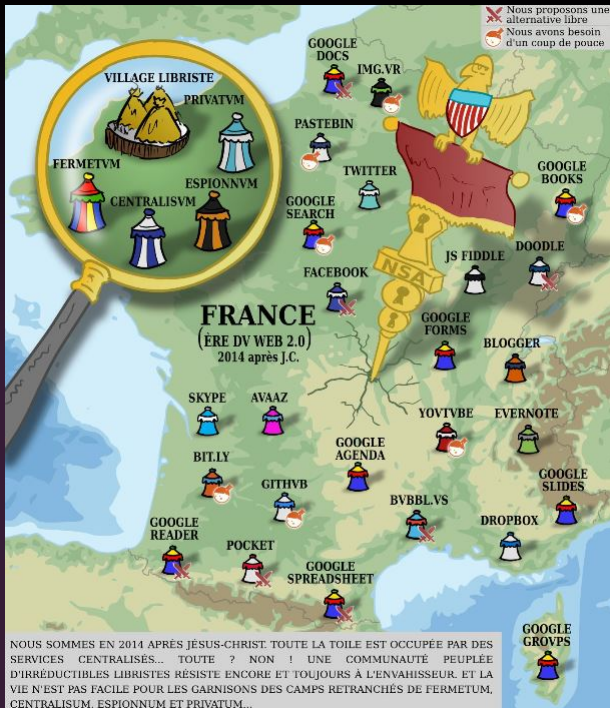 Nous proposons une
alternative libre
Nous avons besoin
d'un coup de pouce
VILLAGE LIBRISTE
PRIVATVM
FERMETVM
ESPIONNVM
CENTRALISVM
GOOGLE
DOCS
IMG.VR
PASTEBIN
TWITTER
GOOGLE
BOOKS
GOOGLE
SEARCH
JS FIDDLE
DOODLE
NSA
FACEBOOK
FRANCE
(ÈRE DV WEB 2.0)
2014 après J.C.
GOOGLE
FORMS
BLOGGER
SKYPE
AVAAZ
YOVTVBE
EVERNOTE
GOOGLE
AGENDA
BIT.LY
GITHVB
GOOGLE
SLIDES
BVBBL.VS
DROPBOX
GOOGLE
READER
POCKET
GOOGLE
SPREADSHEET
GOOGLE
GROVPS
NOUS SOMMES EN 2014 APRÈS JÉSUS-CHRIST. TOUTE LA TOILE EST OCCUPÉE PAR DES
SERVICES CENTRALISÉS... TOUTE ? NON ! UNE COMMUNAUTÉ PEUPLÉE
D'IRRÉDUCTIBLES LIBRISTES RÉSISTE ENCORE ET TOUJOURS À L'ENVAHISSEUR. ET LA
VIE N'EST PAS FACILE POUR LES GARNISONS DES CAMPS RETRANCHÉS DE FERMETUM,
CENTRALISUM, ESPIONNUM ET PRIVATUM...